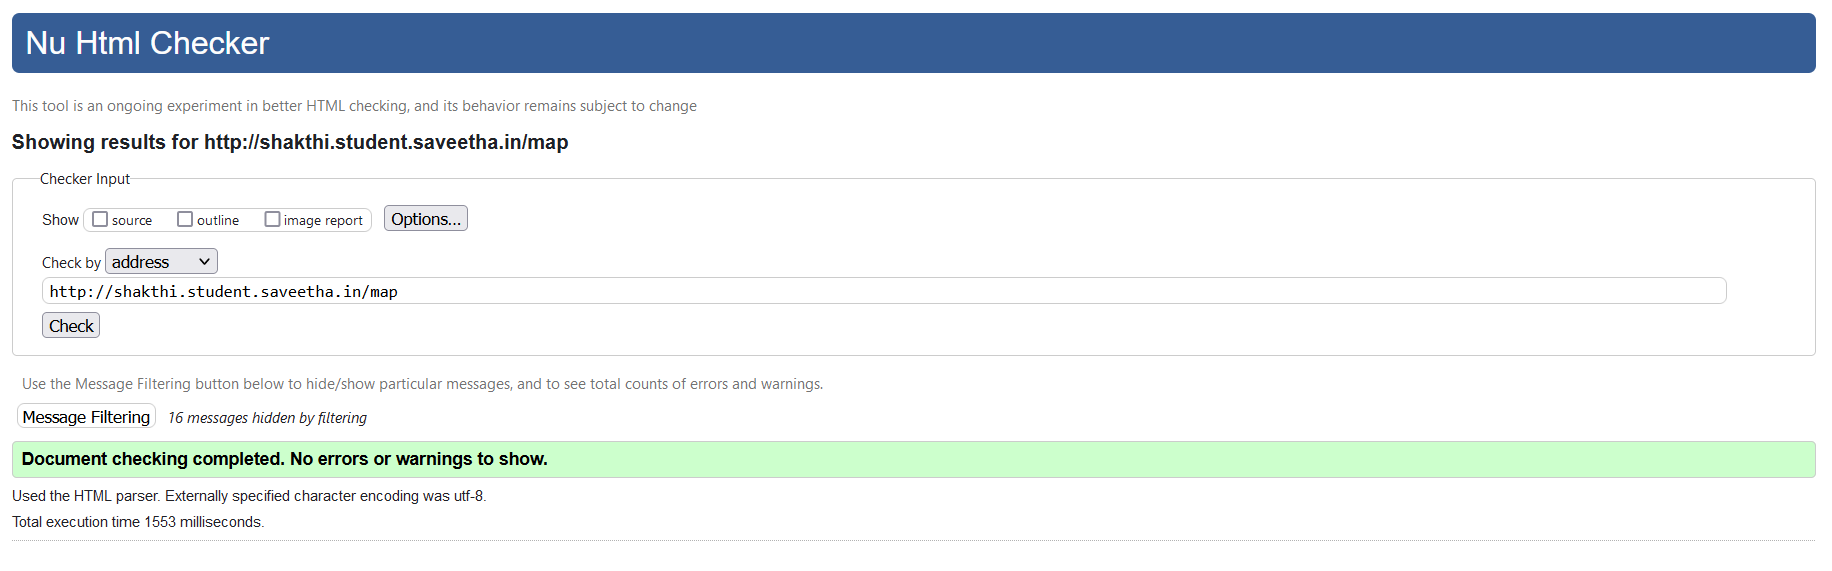 Nu Html Checker
This tool is an ongoing experiment in better HTML checking, and its behavior remains subject to change
Showing results for http://shakthi.student.saveetha.in/map
Checker Input
Show source outline image report Options...
Check by address
http://shakthi.student.saveetha.in/map
Check
Use the Message Filtering button below to hide/show particular messages, and to see total counts of errors and warnings.
Message Filtering 16 messages hidden by filtering
Document checking completed. No errors or warnings to show.
Used the HTML parser. Externally specified character encoding was utf-8.
Total execution time 1553 milliseconds.